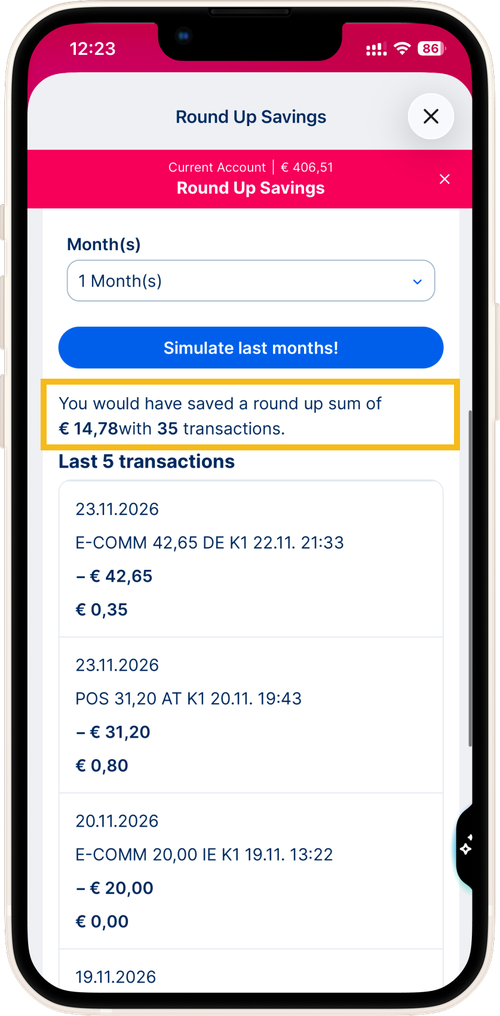 12:23
86
Round Up Savings
Current Account | € 406,51
Round Up Savings
Month(s)
1 Month(s)
Simulate last months!
You would have saved a round up sum of
€ 14,78with 35 transactions.
Last 5 transactions
23.11.2026
E-COMM 42,65 DE K1 22.11. 21:33
– € 42,65
€ 0,35
23.11.2026
POS 31,20 AT K1 20.11. 19:43
– € 31,20
€ 0,80
20.11.2026
E-COMM 20,00 IE K1 19.11. 13:22
– € 20,00
€ 0,00
19.11.2026